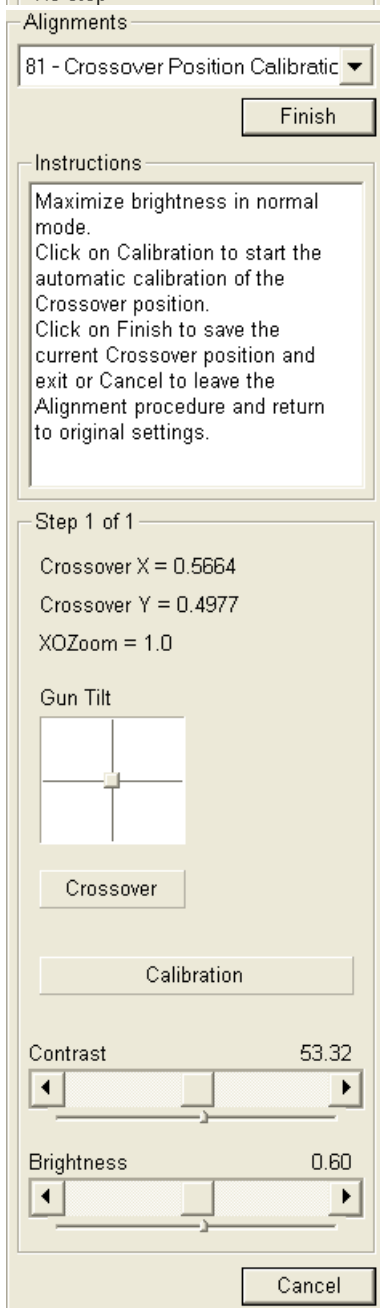 Alignments
81 - Crossover Position Calibratic
Finish
Instructions
Maximize brightness in normal
mode.
Click on Calibration to start the
automatic calibration of the
Crossover position.
Click on Finish to save the
current Crossover position and
exit or Cancel to leave the
Alignment procedure and return
to original settings.
Step 1 of 1
Crossover X = 0.5664
Crossover Y = 0.4977
XOZoom = 1.0
Gun Tilt
Crossover
Calibration
Contrast 53.32
Brightness 0.60
Cancel